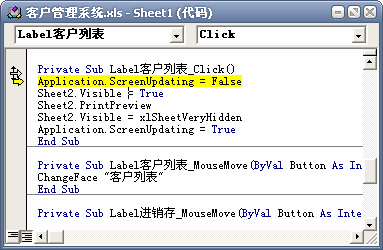 客户管理系统.xls - Sheet1 (代码)
Label客户列表 Click
Private Sub Label客户列表_Click()
Application.ScreenUpdating = False
Sheet2.Visible = True
Sheet2.PrintPreview
Sheet2.Visible = xlSheetVeryHidden
Application.ScreenUpdating = True
End Sub
Private Sub Label客户列表_MouseMove(ByVal Button As In
ChangeFace "客户列表"
End Sub
Private Sub Label进销存_MouseMove(ByVal Button As Inte